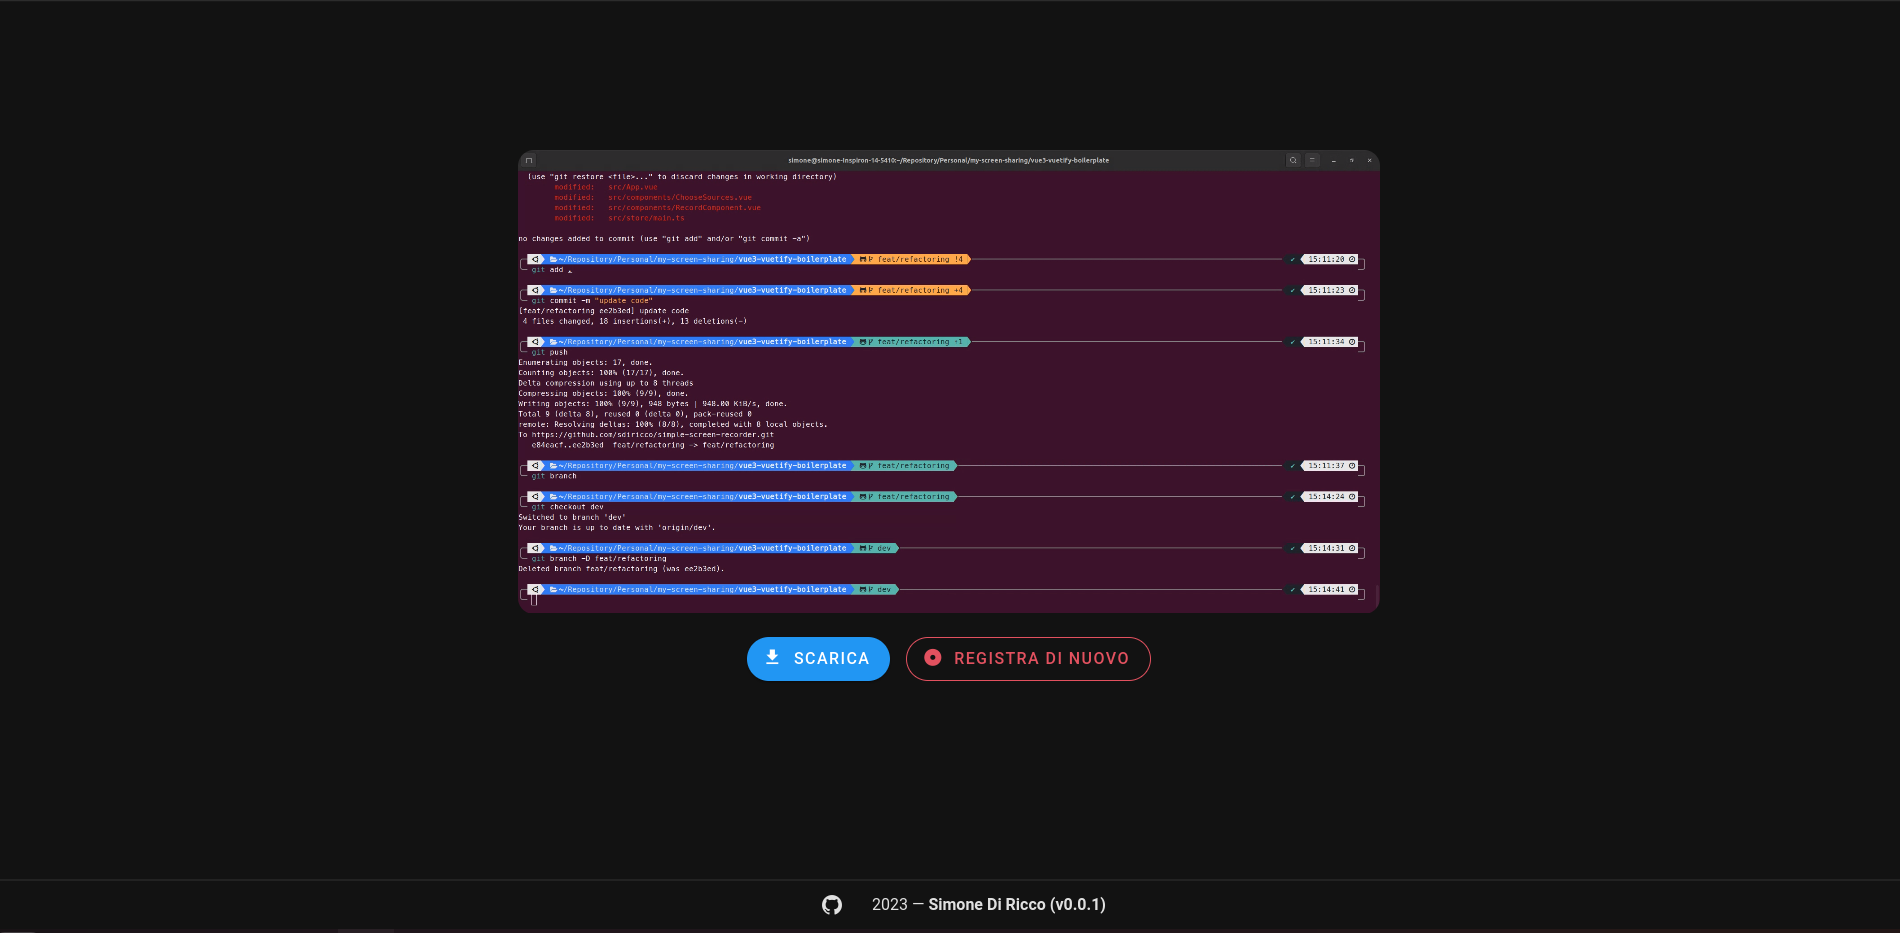 simone@simone-Inspiron-14-5410:~/Repository/Personal/my-screen-sharing/vue3-vuetify-boilerplate
(use "git restore <file>..." to discard changes in working directory)
modified:   src/App.vue
modified:   src/components/ChooseSources.vue
modified:   src/components/RecordComponent.vue
modified:   src/store/main.ts
no changes added to commit (use "git add" and/or "git commit -a")
~/Repository/Personal/my-screen-sharing/vue3-vuetify-boilerplate feat/refactoring !4 ✓ 15:11:20
git add .
~/Repository/Personal/my-screen-sharing/vue3-vuetify-boilerplate feat/refactoring +4 ✓ 15:11:23
git commit -m "update code"
[feat/refactoring ee2b3ed] update code
4 files changed, 18 insertions(+), 13 deletions(-)
~/Repository/Personal/my-screen-sharing/vue3-vuetify-boilerplate feat/refactoring ⇡1 ✓ 15:11:34
git push
Enumerating objects: 17, done.
Counting objects: 100% (17/17), done.
Delta compression using up to 8 threads
Compressing objects: 100% (9/9), done.
Writing objects: 100% (9/9), 948 bytes | 948.00 KiB/s, done.
Total 9 (delta 8), reused 0 (delta 0), pack-reused 0
remote: Resolving deltas: 100% (8/8), completed with 8 local objects.
To https://github.com/sdiricco/simple-screen-recorder.git
e84eacf..ee2b3ed  feat/refactoring -> feat/refactoring
~/Repository/Personal/my-screen-sharing/vue3-vuetify-boilerplate feat/refactoring ✓ 15:11:37
git branch
~/Repository/Personal/my-screen-sharing/vue3-vuetify-boilerplate feat/refactoring ✓ 15:14:24
git checkout dev
Switched to branch 'dev'
Your branch is up to date with 'origin/dev'.
~/Repository/Personal/my-screen-sharing/vue3-vuetify-boilerplate dev ✓ 15:14:31
git branch -D feat/refactoring
Deleted branch feat/refactoring (was ee2b3ed).
~/Repository/Personal/my-screen-sharing/vue3-vuetify-boilerplate dev ✓ 15:14:41
SCARICA
REGISTRA DI NUOVO
2023 — Simone Di Ricco (v0.0.1)